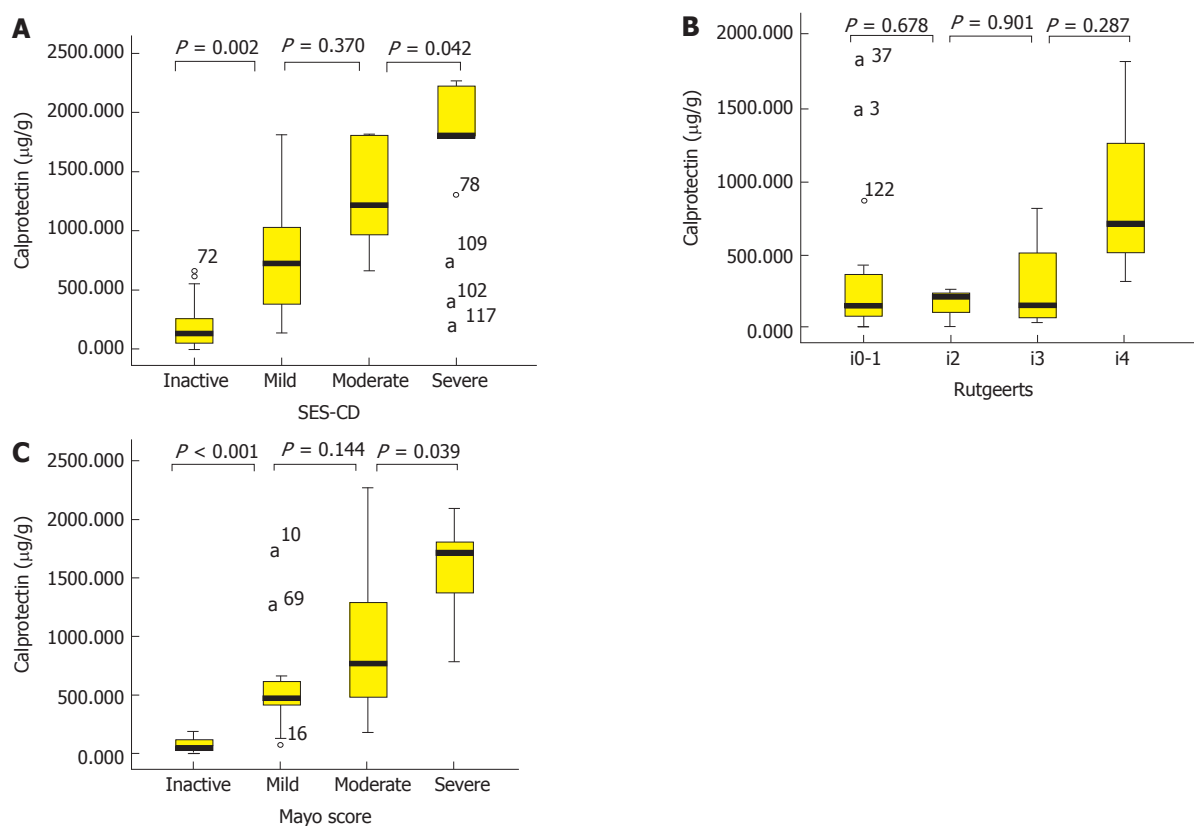 A
P = 0.002 P = 0.370 P = 0.042
2500.000
2000.000
1500.000
1000.000
500.000
0.000
Calprotectin (μg/g)
72
78
a 109
a 102
a 117
Inactive Mild Moderate Severe
SES-CD
B
P = 0.678 P = 0.901 P = 0.287
2000.000
1500.000
1000.000
500.000
0.000
Calprotectin (μg/g)
a 37
a 3
122
i0-1 i2 i3 i4
Rutgeerts
C
P < 0.001 P = 0.144 P = 0.039
2500.000
2000.000
1500.000
1000.000
500.000
0.000
Calprotectin (μg/g)
a 10
a 69
16
Inactive Mild Moderate Severe
Mayo score